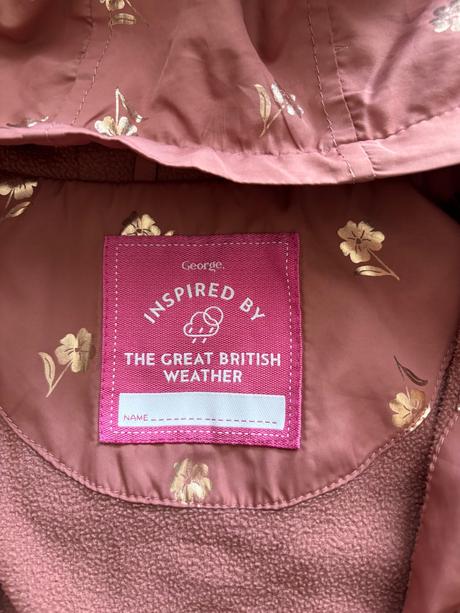 George.
INSPIRED BY
THE GREAT BRITISH
WEATHER
NAME